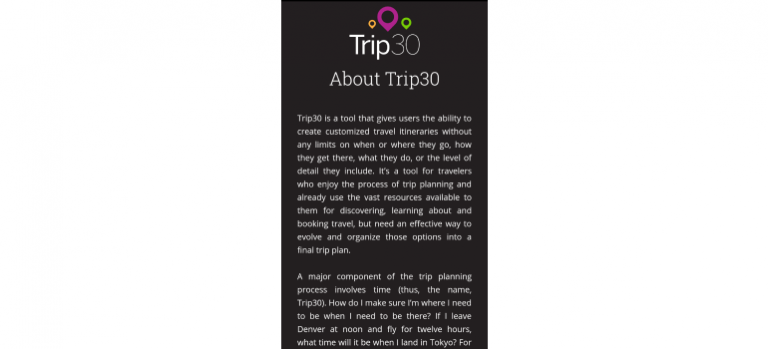 Trip30
About Trip30
Trip30 is a tool that gives users the ability to
create customized travel itineraries without
any limits on when or where they go, how
they get there, what they do, or the level of
detail they include. It's a tool for travelers
who enjoy the process of trip planning and
already use the vast resources available to
them for discovering, learning about and
booking travel, but need an effective way to
evolve and organize those options into a
final trip plan.
A major component of the trip planning
process involves time (thus, the name,
Trip30). How do I make sure I'm where I need
to be when I need to be there? If I leave
Denver at noon and fly for twelve hours,
what time will it be when I land in Tokyo? For